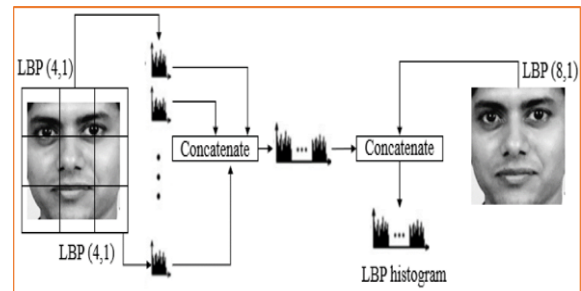 LBP (4,1)
LBP (8,1)
Concatenate
Concatenate
LBP (4,1)
LBP histogram